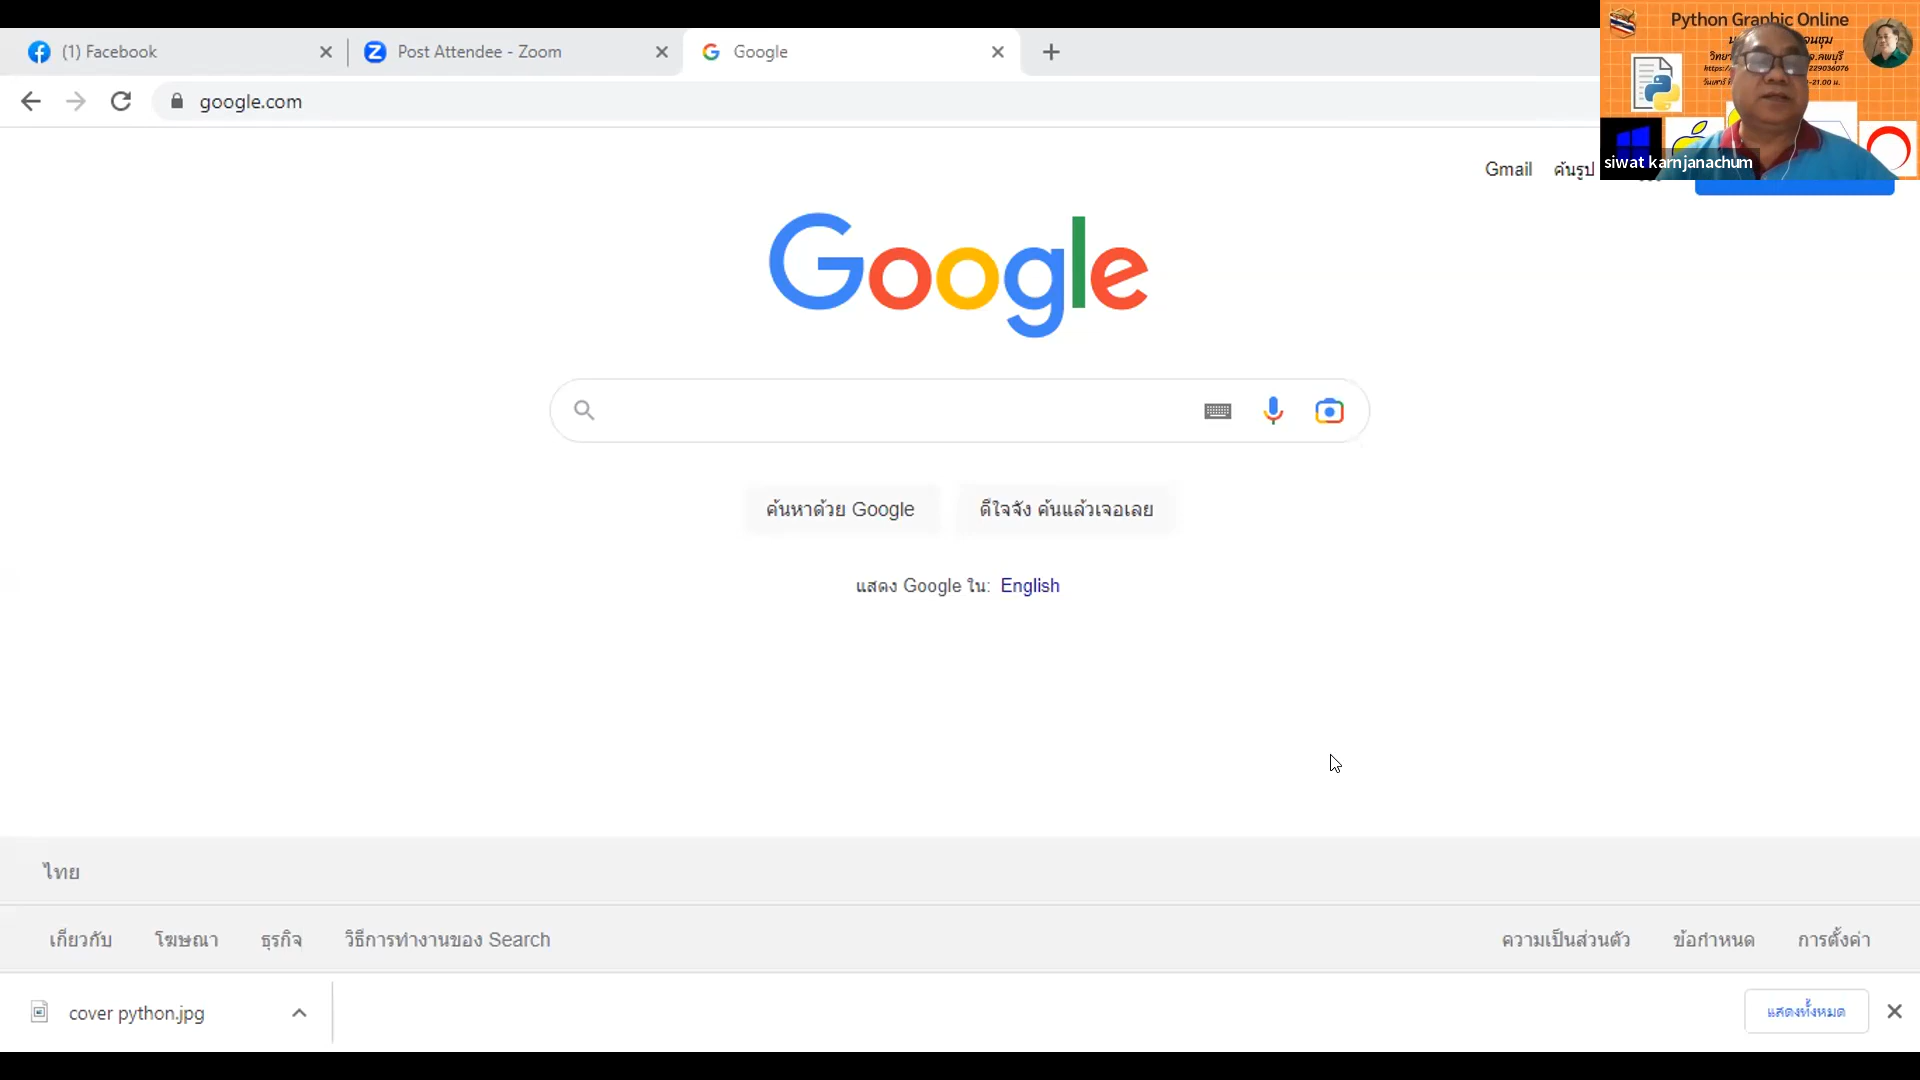 (1) Facebook
Post Attendee - Zoom
Google
google.com
Python Graphic Online
siwat karnjanachum
Gmail
ค้นรูป
Google
ค้นหาด้วย Google
ดีใจจัง ค้นแล้วเจอเลย
แสดง Google ใน: English
ไทย
เกี่ยวกับ
โฆษณา
ธุรกิจ
วิธีการทำงานของ Search
ความเป็นส่วนตัว
ข้อกำหนด
การตั้งค่า
cover python.jpg
แสดงทั้งหมด